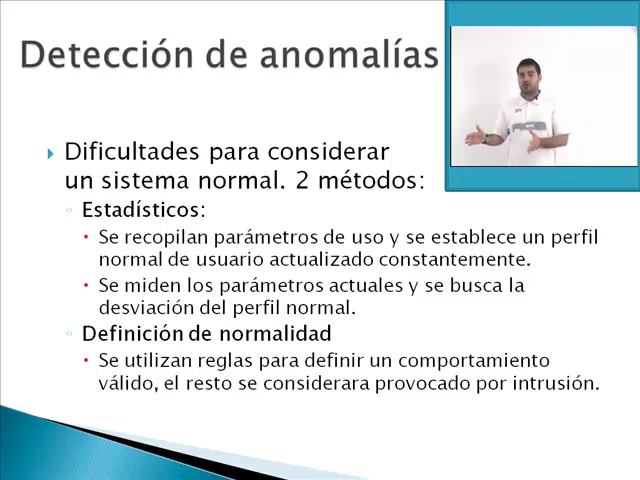 Detección de anomalías
Dificultades para considerar
un sistema normal. 2 métodos:
Estadísticos:
Se recopilan parámetros de uso y se establece un perfil
normal de usuario actualizado constantemente.
Se miden los parámetros actuales y se busca la
desviación del perfil normal.
Definición de normalidad
Se utilizan reglas para definir un comportamiento
válido, el resto se considerara provocado por intrusión.